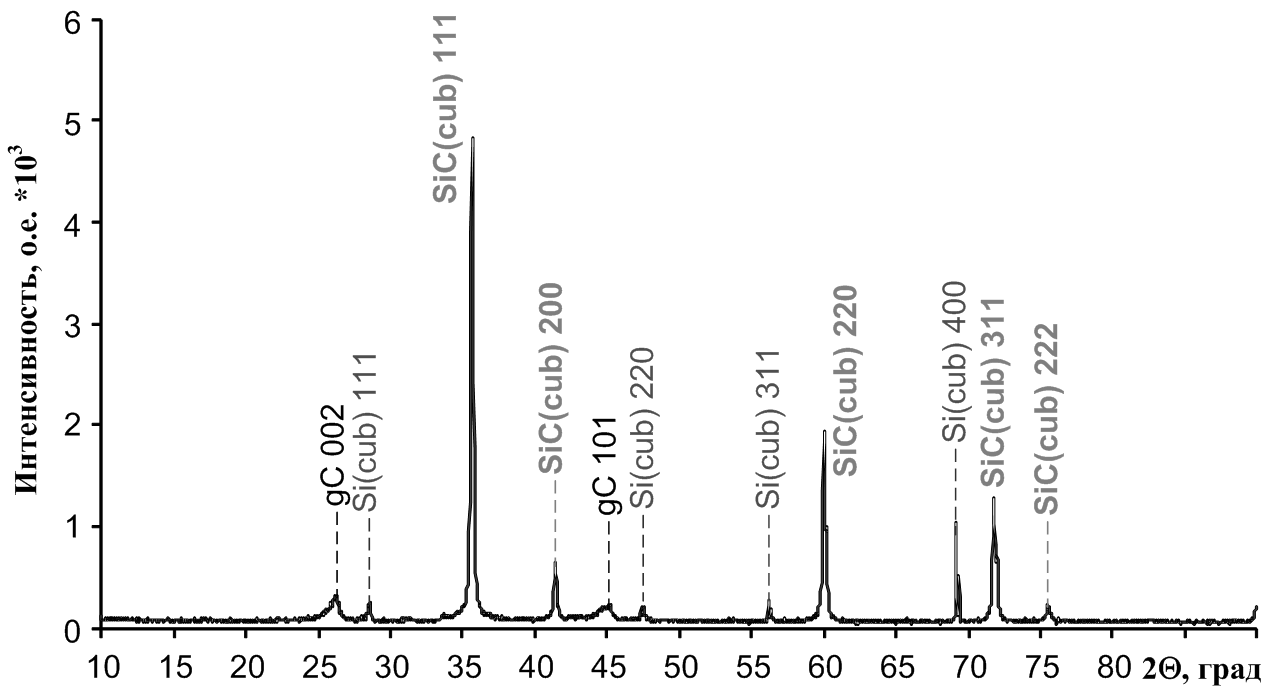 Интенсивность, о.е. *10³
6
5
4
3
2
1
0
gC 002
Si(cub) 111
SiC(cub) 111
SiC(cub) 200
gC 101
Si(cub) 220
Si(cub) 311
SiC(cub) 220
Si(cub) 400
SiC(cub) 311
SiC(cub) 222
10 15 20 25 30 35 40 45 50 55 60 65 70 75 80 2Θ, град